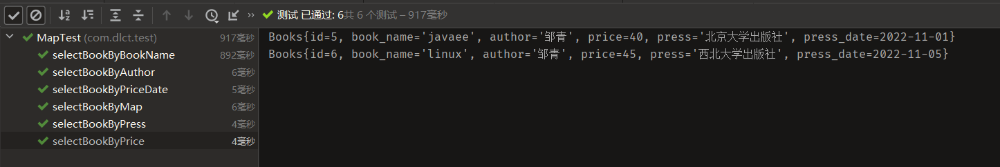 测试 已通过: 6共 6 个测试 – 917毫秒
MapTest (com.dlct.test) 917毫秒
selectBookByBookName 892毫秒
selectBookByAuthor 6毫秒
selectBookByPriceDate 5毫秒
selectBookByMap 6毫秒
selectBookByPress 4毫秒
selectBookByPrice 4毫秒
Books{id=5, book_name='javaee', author='邹青', price=40, press='北京大学出版社', press_date=2022-11-01}
Books{id=6, book_name='linux', author='邹青', price=45, press='西北大学出版社', press_date=2022-11-05}